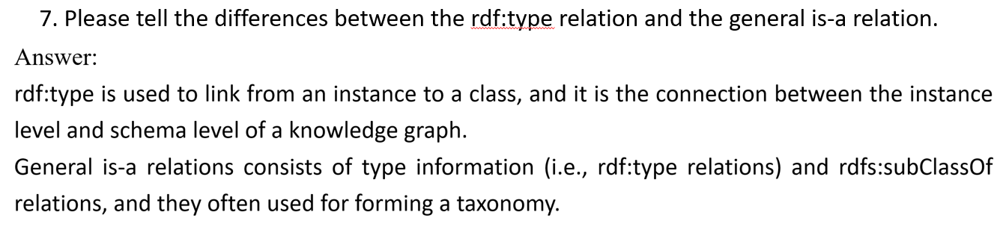 7. Please tell the differences between the rdf:type relation and the general is-a relation.
Answer:
rdf:type is used to link from an instance to a class, and it is the connection between the instance
level and schema level of a knowledge graph.
General is-a relations consists of type information (i.e., rdf:type relations) and rdfs:subClassOf
relations, and they often used for forming a taxonomy.